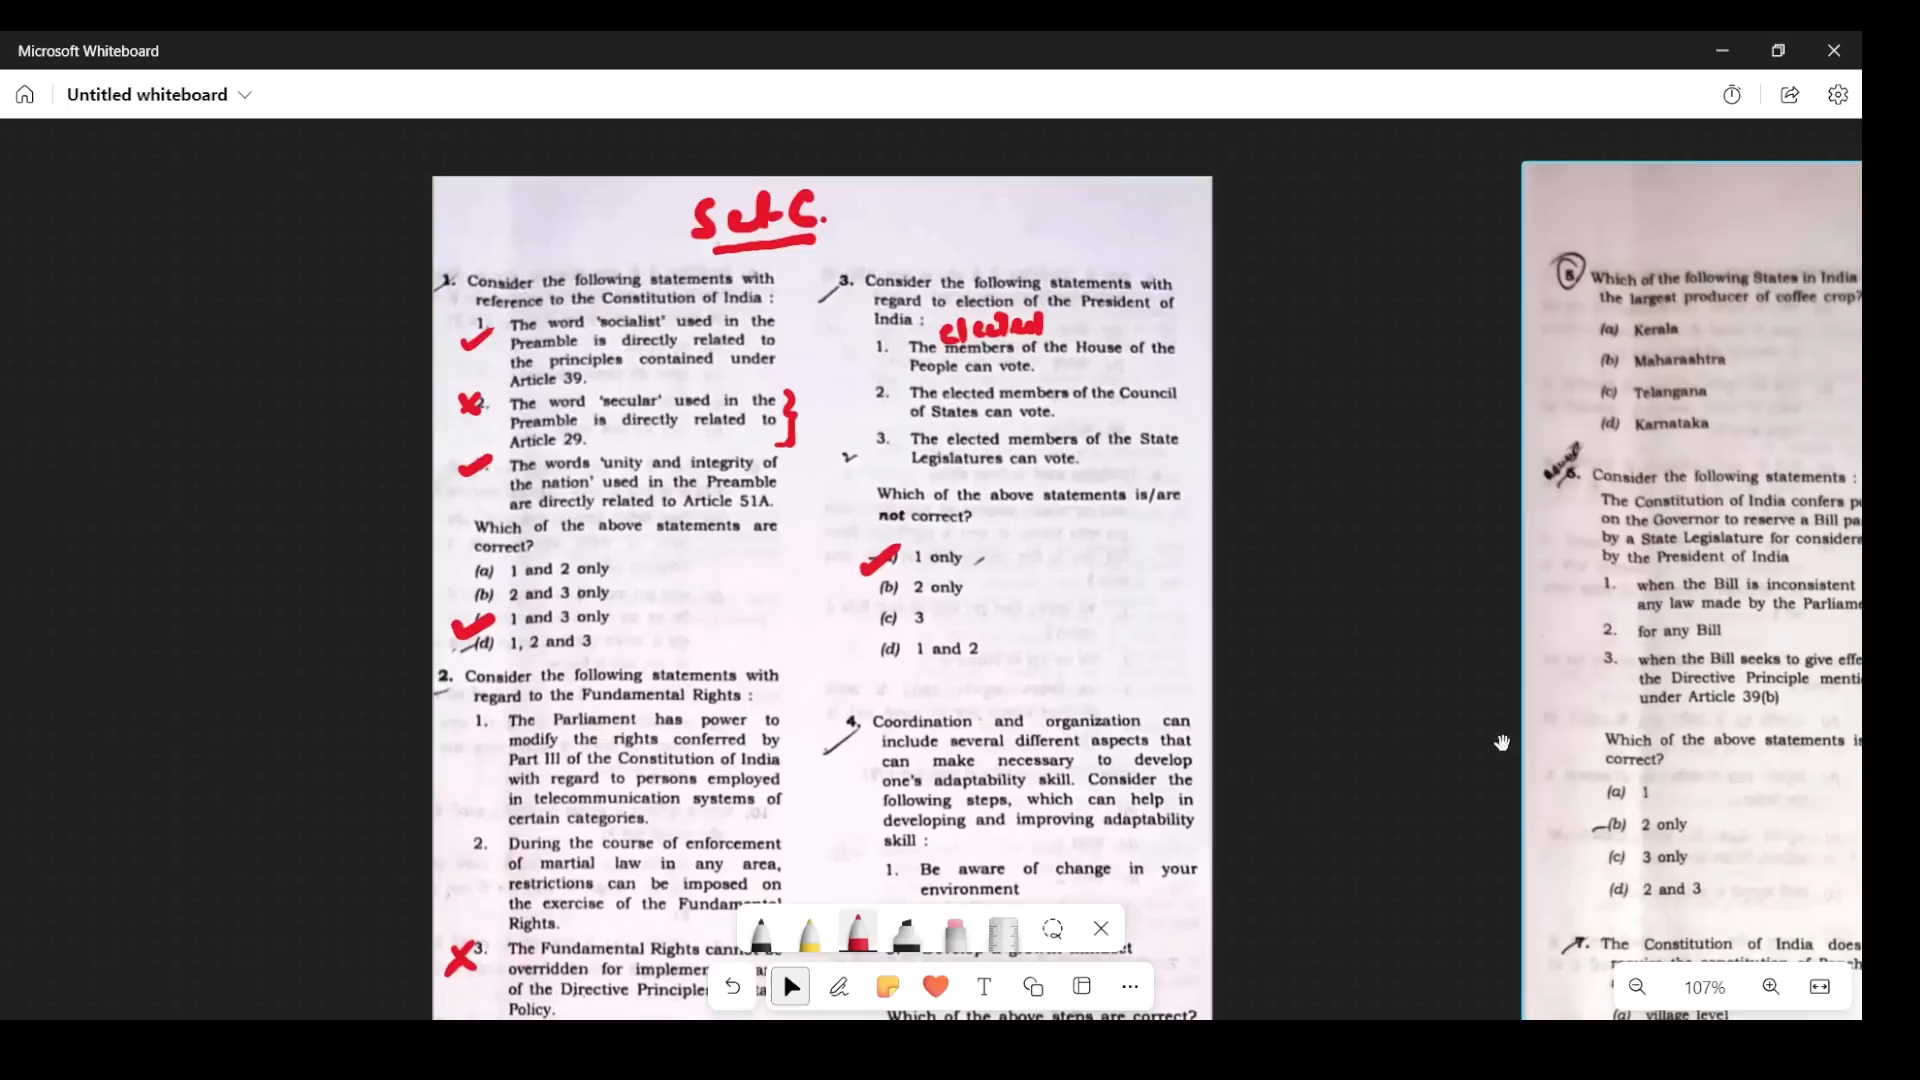 Microsoft Whiteboard
Untitled whiteboard
Set C.
1. Consider the following statements with
reference to the Constitution of India :
1. The word 'socialist' used in the
Preamble is directly related to
the principles contained under
Article 39.
2. The word 'secular' used in the
Preamble is directly related to
Article 29.
The words 'unity and integrity of
the nation' used in the Preamble
are directly related to Article 51A.
Which of the above statements are
correct?
(a) 1 and 2 only
(b) 2 and 3 only
1 and 3 only
(d) 1, 2 and 3
2. Consider the following statements with
regard to the Fundamental Rights :
1. The Parliament has power to
modify the rights conferred by
Part III of the Constitution of India
with regard to persons employed
in telecommunication systems of
certain categories.
2. During the course of enforcement
of martial law in any area,
restrictions can be imposed on
the exercise of the Fundamental
Rights.
3. The Fundamental Rights
overridden for
of the Directive Principles
Policy.
3. Consider the following statements with
regard to election of the President of
India :
elected
1. The members of the House of the
People can vote.
2. The elected members of the Council
of States can vote.
3. The elected members of the State
Legislatures can vote.
Which of the above statements is/are
not correct?
1 only
(b) 2 only
(c) 3
(d) 1 and 2
4. Coordination and organization can
include several different aspects that
can make necessary to develop
one's adaptability skill. Consider the
following steps, which can help in
developing and improving adaptability
skill :
1. Be aware of change in your
environment
Which of the above steps are correct?
5. Which of the following States in India
the largest producer of coffee crop?
(a) Kerala
(b) Maharashtra
(c) Telangana
(d) Karnataka
6. Consider the following statements :
The Constitution of India confers
on the Governor to reserve a Bill
by a State Legislature for
by the President of India
1. when the Bill is inconsistent
any law made by the
2. for any Bill
3. when the Bill seeks to give
the Directive Principle
under Article 39(b)
Which of the above statements
correct?
(a) 1
(b) 2 only
(c) 3 only
(d) 2 and 3
7. The Constitution of India does
(a) village level
107%